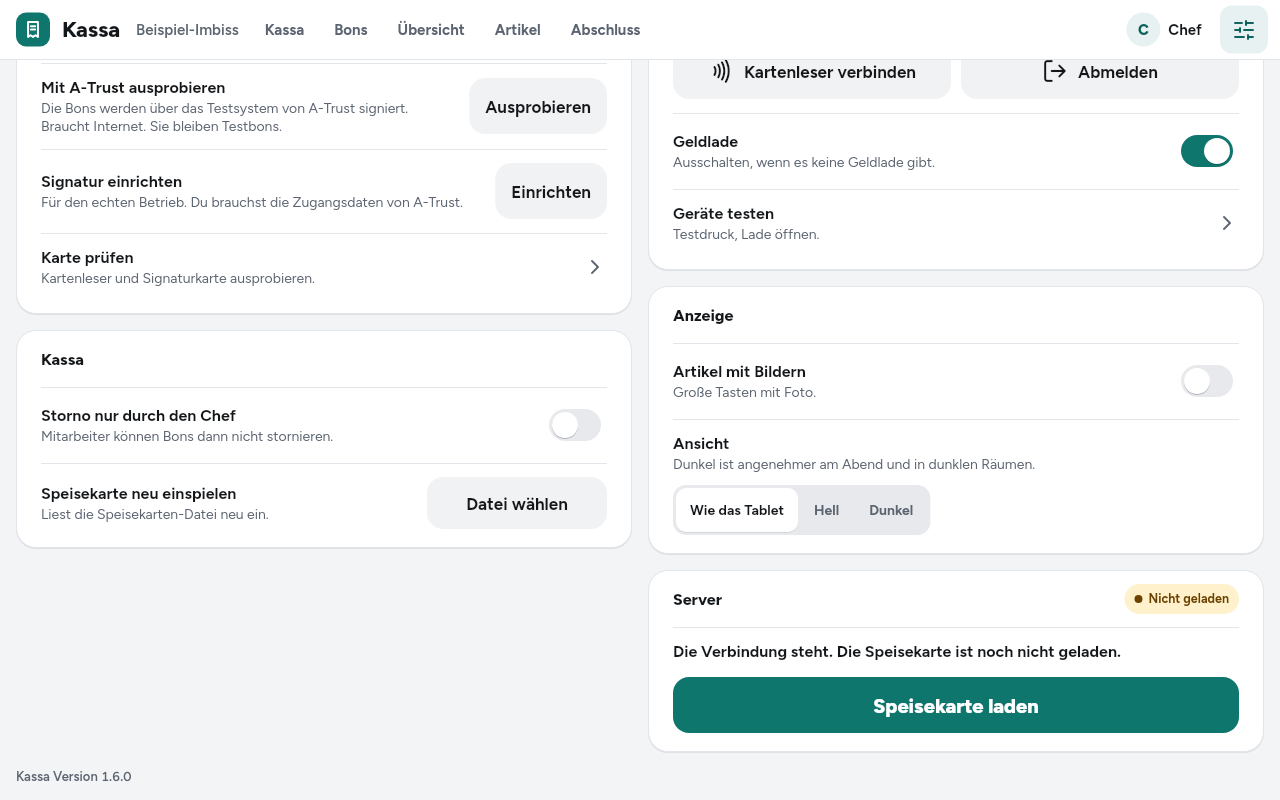 Kassa
Beispiel-Imbiss
Kassa
Bons
Übersicht
Artikel
Abschluss
C
Chef
Mit A-Trust ausprobieren
Die Bons werden über das Testsystem von A-Trust signiert.
Braucht Internet. Sie bleiben Testbons.
Ausprobieren
Signatur einrichten
Für den echten Betrieb. Du brauchst die Zugangsdaten von A-Trust.
Einrichten
Karte prüfen
Kartenleser und Signaturkarte ausprobieren.
Kassa
Storno nur durch den Chef
Mitarbeiter können Bons dann nicht stornieren.
Speisekarte neu einspielen
Liest die Speisekarten-Datei neu ein.
Datei wählen
Kartenleser verbinden
Abmelden
Geldlade
Ausschalten, wenn es keine Geldlade gibt.
Geräte testen
Testdruck, Lade öffnen.
Anzeige
Artikel mit Bildern
Große Tasten mit Foto.
Ansicht
Dunkel ist angenehmer am Abend und in dunklen Räumen.
Wie das Tablet
Hell
Dunkel
Server
Nicht geladen
Die Verbindung steht. Die Speisekarte ist noch nicht geladen.
Speisekarte laden
Kassa Version 1.6.0